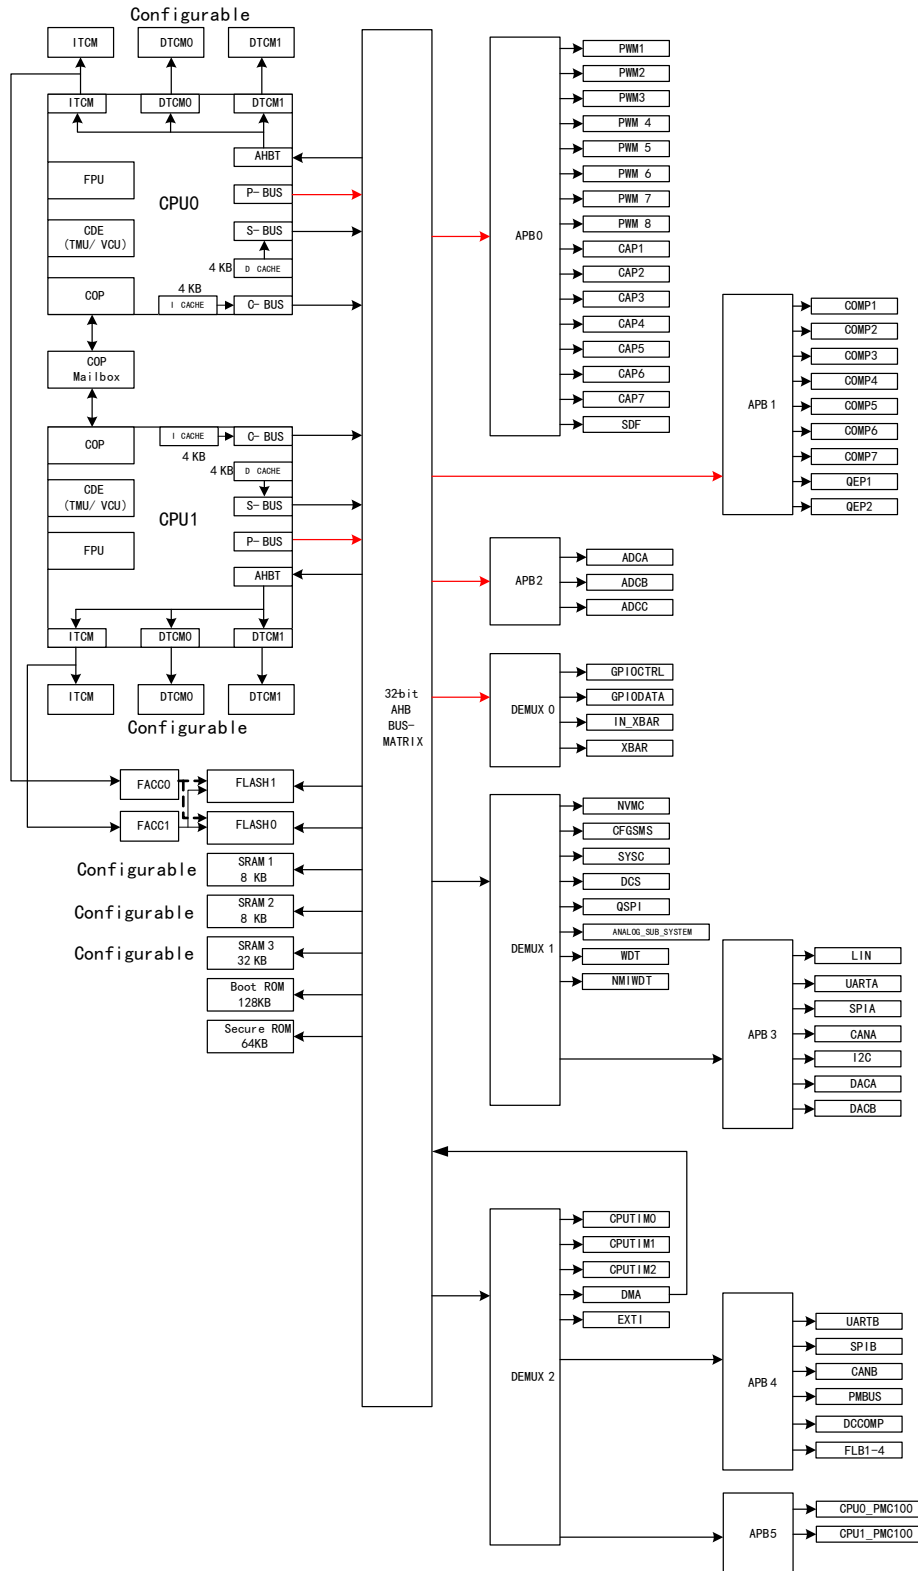 Configurable
ITCM
DTCM0
DTCM1
ITCM
DTCM0
DTCM1
AHBT
FPU
CPU0
P-BUS
CDE
(TMU/ VCU)
S-BUS
4 KB
D CACHE
4 KB
COP
I CACHE
C-BUS
COP
Mailbox
COP
I CACHE
C-BUS
4 KB
4 KB
D CACHE
CDE
(TMU/ VCU)
S-BUS
CPU1
P-BUS
FPU
AHBT
ITCM
DTCM0
DTCM1
ITCM
DTCM0
DTCM1
Configurable
FACC0
FLASH1
FACC1
FLASH0
Configurable
SRAM 1
8 KB
Configurable
SRAM 2
8 KB
Configurable
SRAM 3
32 KB
Boot ROM
128KB
Secure ROM
64KB
32-bit
AHB
BUS-
MATRIX
APB0
PWM1
PWM2
PWM3
PWM 4
PWM 5
PWM 6
PWM 7
PWM 8
CAP1
CAP2
CAP3
CAP4
CAP5
CAP6
CAP7
SDF
APB 1
COMP1
COMP2
COMP3
COMP4
COMP5
COMP6
COMP7
QEP1
QEP2
APB2
ADCA
ADCB
ADCC
DEMUX 0
GPIOCTRL
GPIODATA
IN_XBAR
XBAR
DEMUX 1
NVMC
CFGSMS
SYSC
DCS
QSPI
ANALOG_SUB_SYSTEM
WDT
NMIWDT
APB 3
LIN
UARTA
SPIA
CANA
I2C
DACA
DACB
DEMUX 2
CPUTIM0
CPUTIM1
CPUTIM2
DMA
EXTI
APB 4
UARTB
SPIB
CANB
PMBUS
DCCOMP
FLB1-4
APB5
CPU0_PMC100
CPU1_PMC100